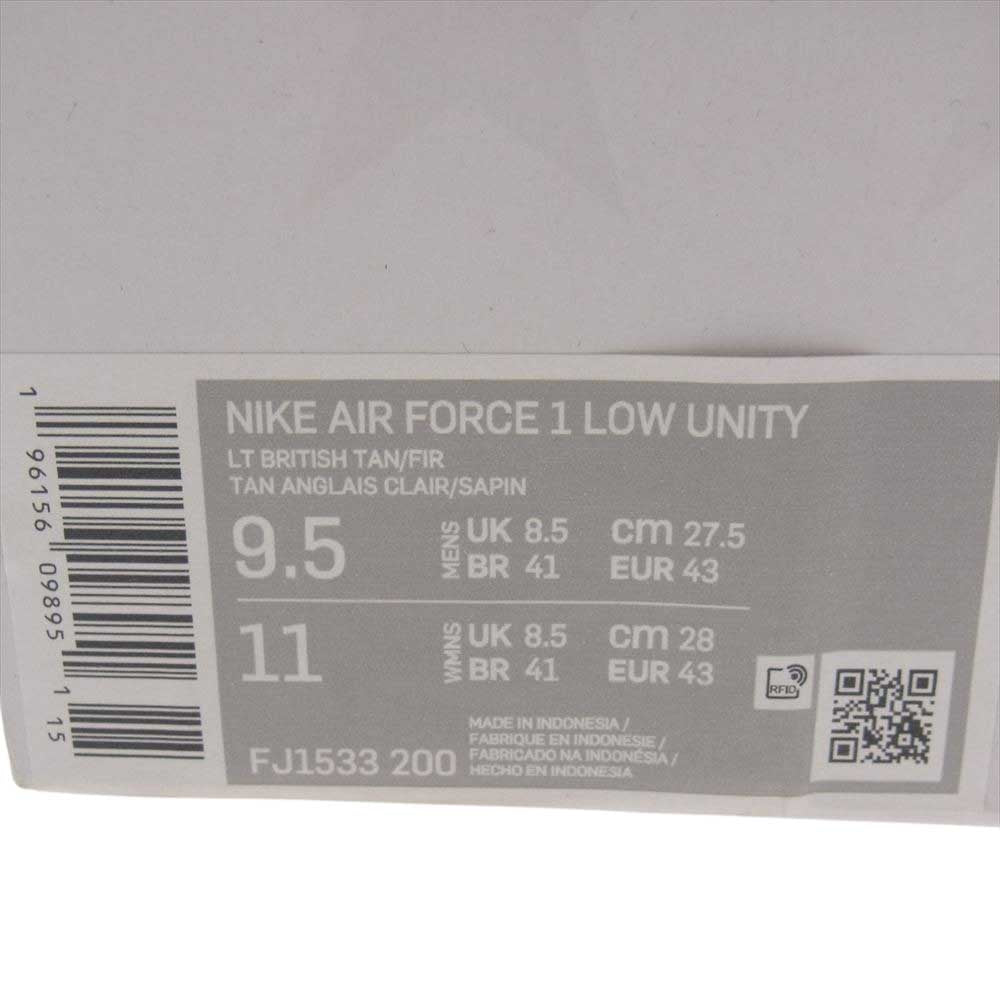 NIKE AIR FORCE 1 LOW UNITY
LT BRITISH TAN/FIR
TAN ANGLAIS CLAIR/SAPIN
9.5 MENS UK 8.5 cm 27.5
BR 41 EUR 43
11 WMNS UK 8.5 cm 28
BR 41 EUR 43
RFID
FJ1533 200
MADE IN INDONESIA /
FABRIQUE EN INDONESIE /
FABRICADO NA INDONÉSIA /
HECHO EN INDONESIA
1 96156 09895 1 15